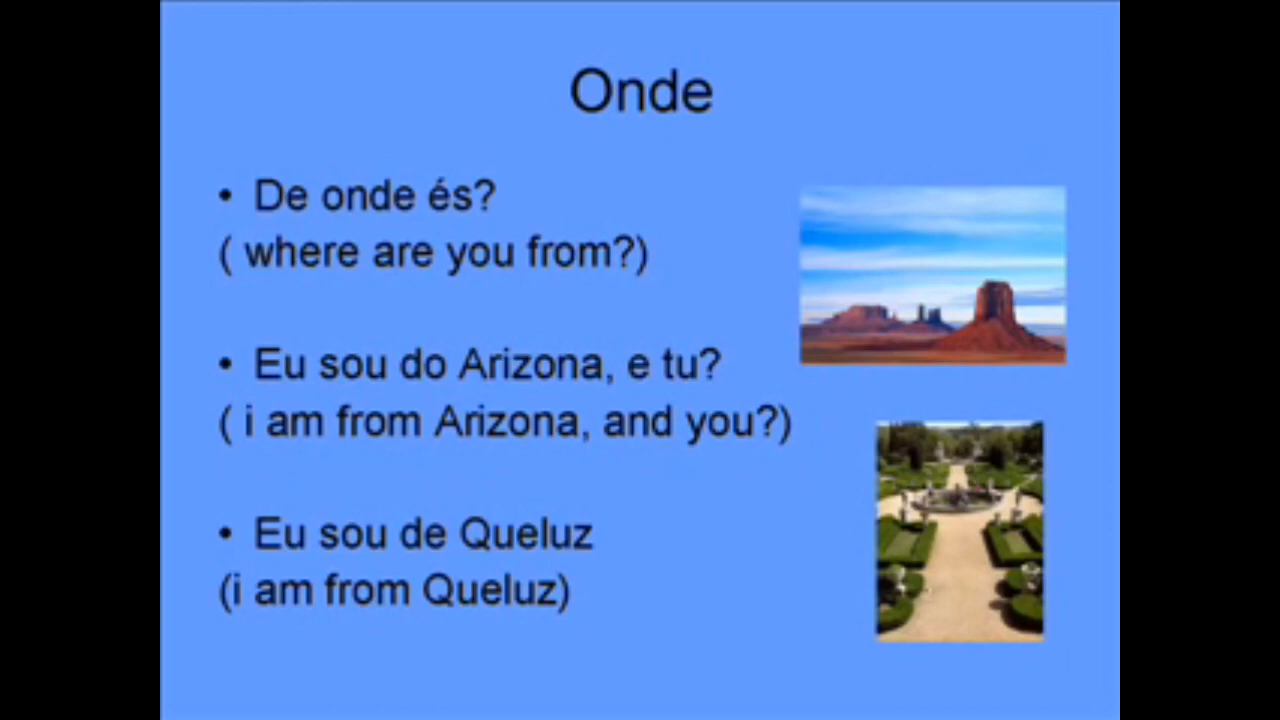 Onde
• De onde és?
( where are you from?)
• Eu sou do Arizona, e tu?
( i am from Arizona, and you?)
• Eu sou de Queluz
(i am from Queluz)